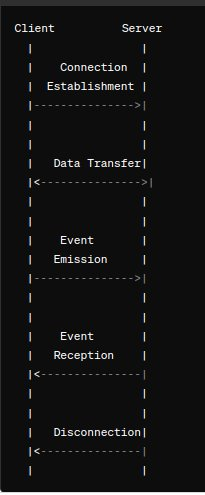 Client          Server
  |                |
  |    Connection  |
  |  Establishment |
  |--------------->|
  |                |
  |                |
  |   Data Transfer|
  |<--------------->|
  |                |
  |                |
  |    Event       |
  |   Emission     |
  |--------------->|
  |                |
  |                |
  |    Event       |
  |   Reception    |
  |<---------------|
  |                |
  |                |
  |   Disconnection|
  |<---------------|
  |                |